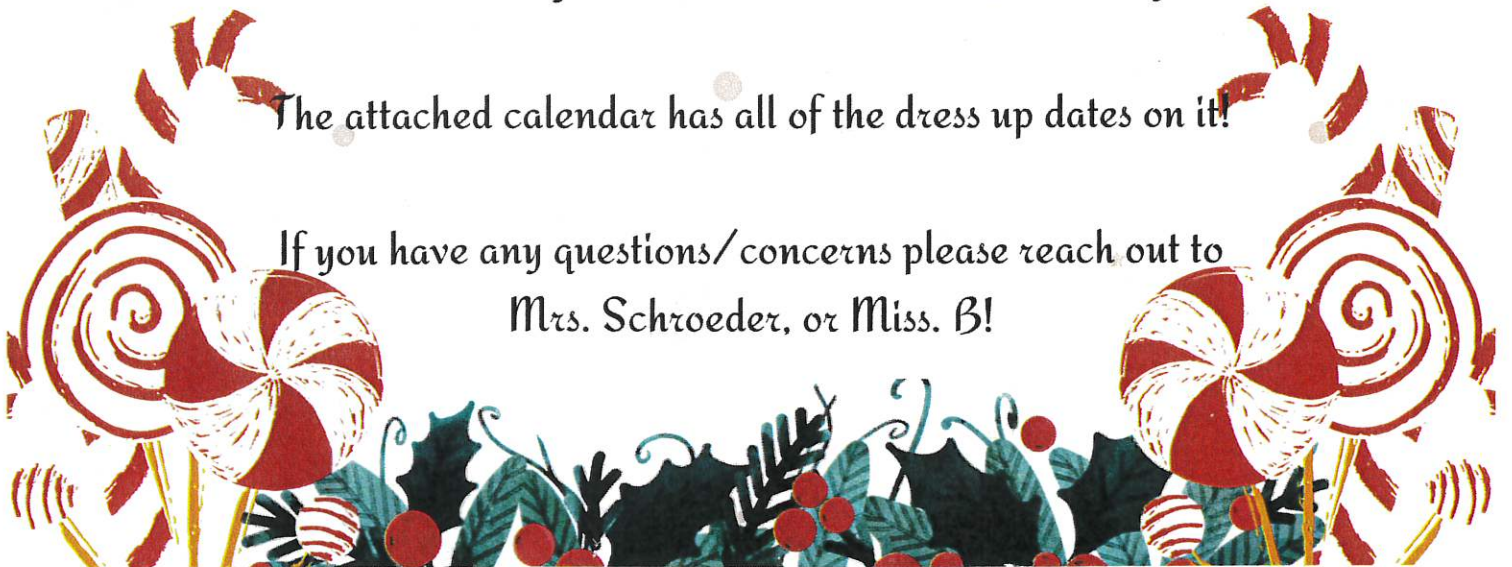 The attached calendar has all of the dress up dates on it!
If you have any questions/concerns please reach out to
Mrs. Schroeder, or Miss. B!